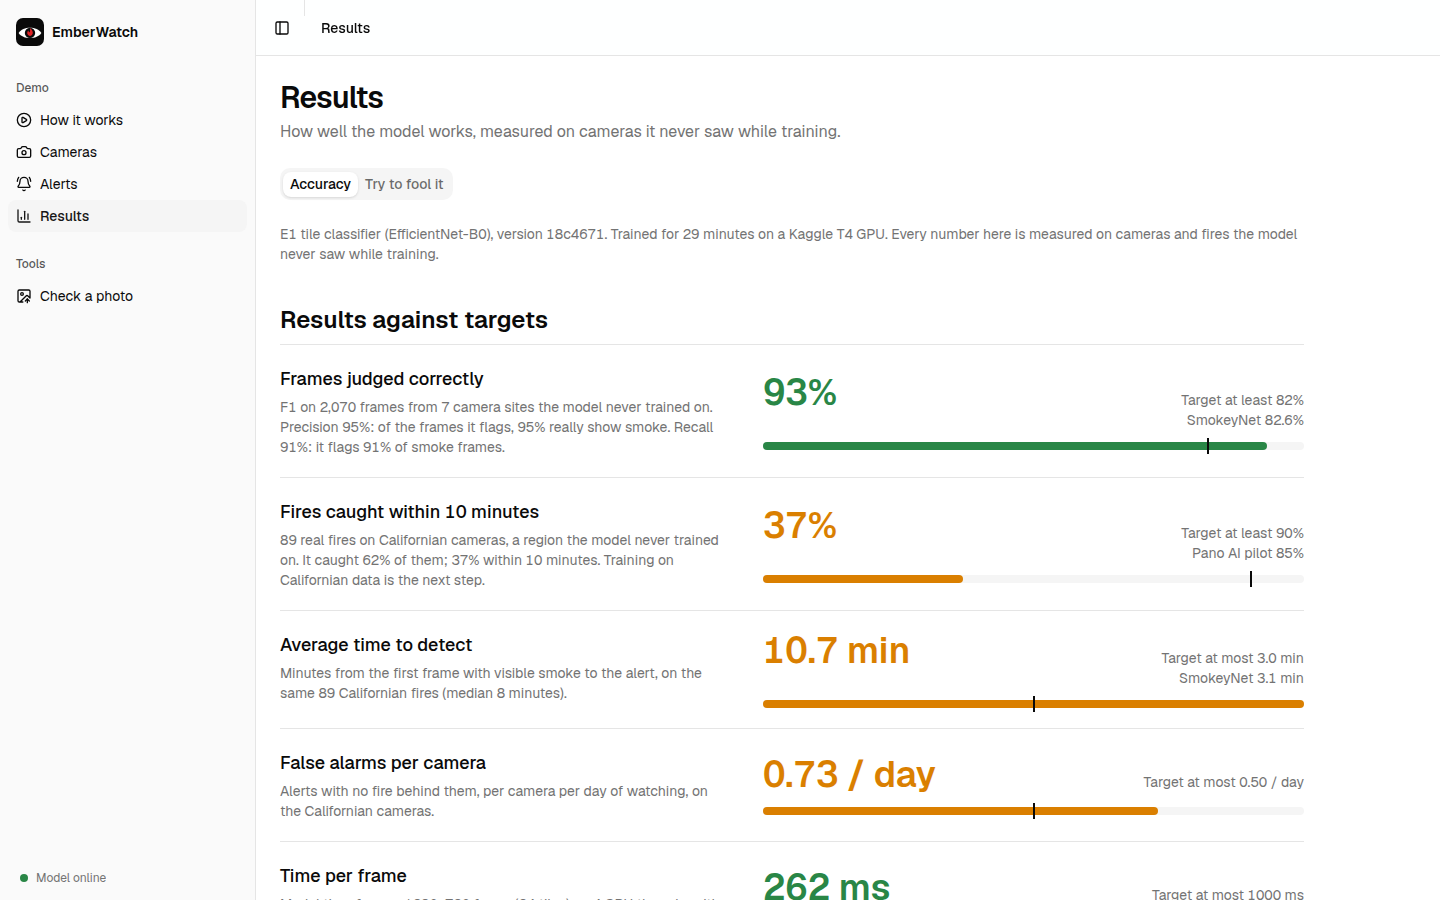 EmberWatch
Demo
How it works
Cameras
Alerts
Results
Tools
Check a photo
Model online
Results
Results
How well the model works, measured on cameras it never saw while training.
Accuracy
Try to fool it
E1 tile classifier (EfficientNet-B0), version 18c4671. Trained for 29 minutes on a Kaggle T4 GPU. Every number here is measured on cameras and fires the model
never saw while training.
Results against targets
Frames judged correctly
F1 on 2,070 frames from 7 camera sites the model never trained on.
Precision 95%: of the frames it flags, 95% really show smoke. Recall
91%: it flags 91% of smoke frames.
93%
Target at least 82%
SmokeyNet 82.6%
Fires caught within 10 minutes
89 real fires on Californian cameras, a region the model never trained
on. It caught 62% of them; 37% within 10 minutes. Training on
Californian data is the next step.
37%
Target at least 90%
Pano AI pilot 85%
Average time to detect
Minutes from the first frame with visible smoke to the alert, on the
same 89 Californian fires (median 8 minutes).
10.7 min
Target at most 3.0 min
SmokeyNet 3.1 min
False alarms per camera
Alerts with no fire behind them, per camera per day of watching, on
the Californian cameras.
0.73 / day
Target at most 0.50 / day
Time per frame
262 ms
Target at most 1000 ms